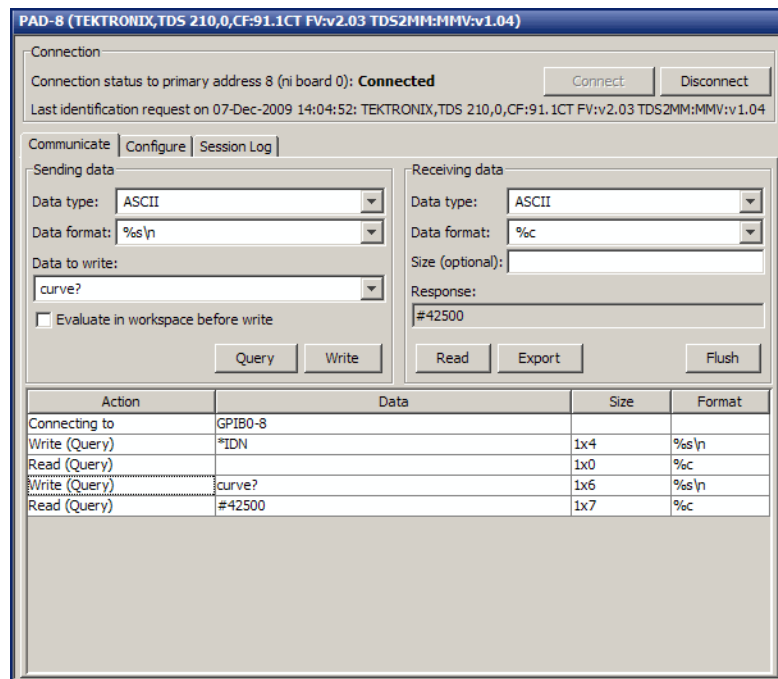 PAD-8 (TEKTRONIX,TDS 210,0,CF:91.1CT FV:v2.03 TDS2MM:MMV:v1.04)
Connection
Connection status to primary address 8 (ni board 0): Connected
Connect
Disconnect
Last identification request on 07-Dec-2009 14:04:52: TEKTRONIX,TDS 210,0,CF:91.1CT FV:v2.03 TDS2MM:MMV:v1.04
Communicate Configure Session Log
Sending data
Data type: ASCII
Data format: %s\n
Data to write:
curve?
Evaluate in workspace before write
Query Write
Receiving data
Data type: ASCII
Data format: %c
Size (optional):
Response:
#42500
Read Export Flush
Action Data Size Format
Connecting to GPIB0-8
Write (Query) *IDN 1x4 %s\n
Read (Query) 1x0 %c
Write (Query) curve? 1x6 %s\n
Read (Query) #42500 1x7 %c